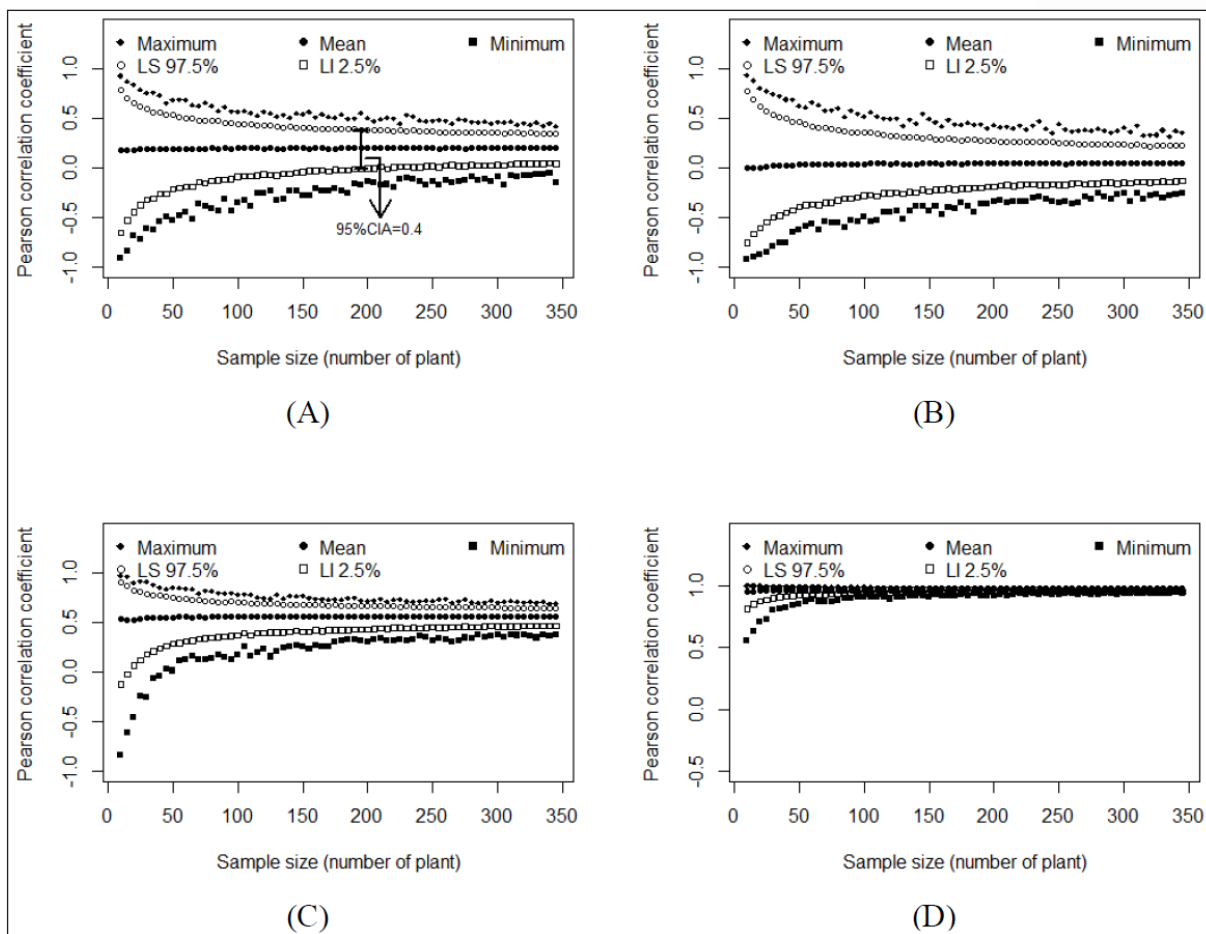 Maximum Mean Minimum
LS 97.5% LI 2.5%
Pearson correlation coefficient
1.0
0.5
0.0
-0.5
-1.0
95%CIA=0.4
0 50 100 150 200 250 300 350
Sample size (number of plant)
(A)
Maximum Mean Minimum
LS 97.5% LI 2.5%
Pearson correlation coefficient
1.0
0.5
0.0
-0.5
-1.0
0 50 100 150 200 250 300 350
Sample size (number of plant)
(B)
Maximum Mean Minimum
LS 97.5% LI 2.5%
Pearson correlation coefficient
1.0
0.5
0.0
-0.5
-1.0
0 50 100 150 200 250 300 350
Sample size (number of plant)
(C)
Maximum Mean Minimum
LS 97.5% LI 2.5%
Pearson correlation coefficient
1.0
0.5
0.0
-0.5
0 50 100 150 200 250 300 350
Sample size (number of plant)
(D)